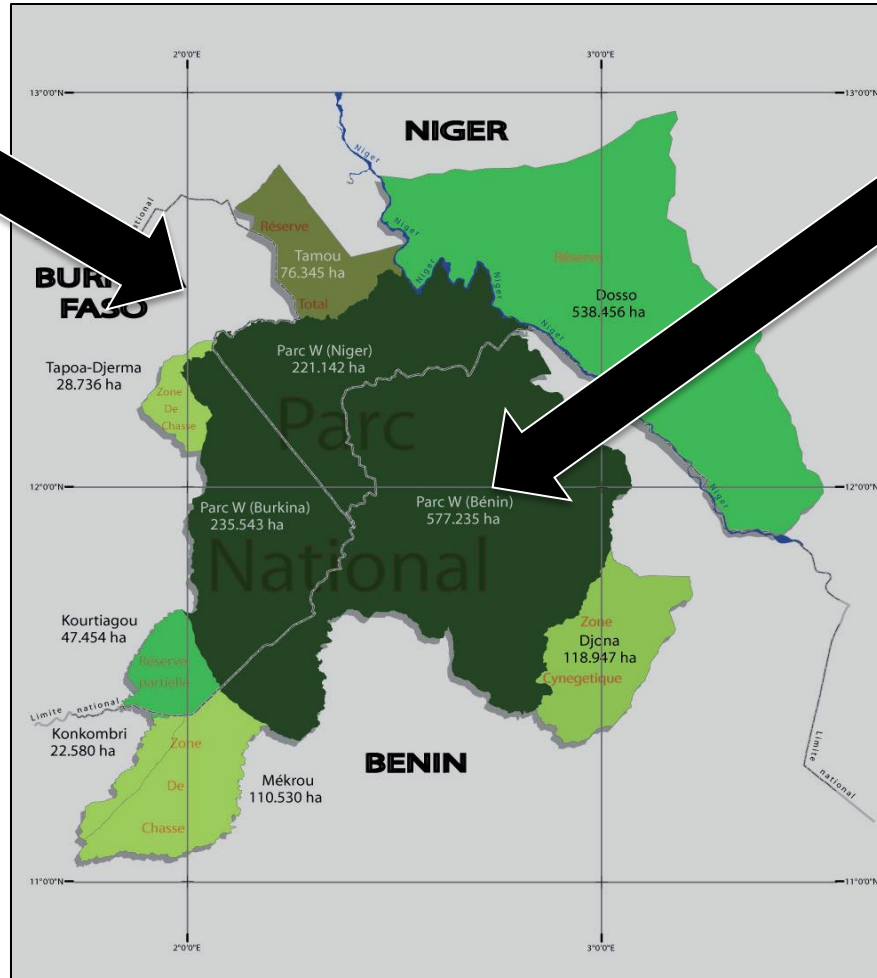 2°0'0"E
3°0'0"E
13°0'0"N
13°0'0"N
NIGER
Niger
national
Réserve
Tamou
76.345 ha
Total
Niger
Niger
Niger
Niger
Réserve
Dosso
538.456 ha
FASO
Tapoa-Djerma
28.736 ha
Zone
De
Chasse
Parc W (Niger)
221.142 ha
Parc
National
12°0'0"N
Parc W (Burkina)
235.543 ha
Parc W (Bénin)
577.235 ha
Niger
Kourtiagou
47.454 ha
Réserve
partielle
Zone
Djona
118.947 ha
Cynegetique
Limite national
Konkombri
22.580 ha
Zone
De
Chasse
Mékrou
110.530 ha
BENIN
Limite national
11°0'0"N
11°0'0"N
2°0'0"E
3°0'0"E